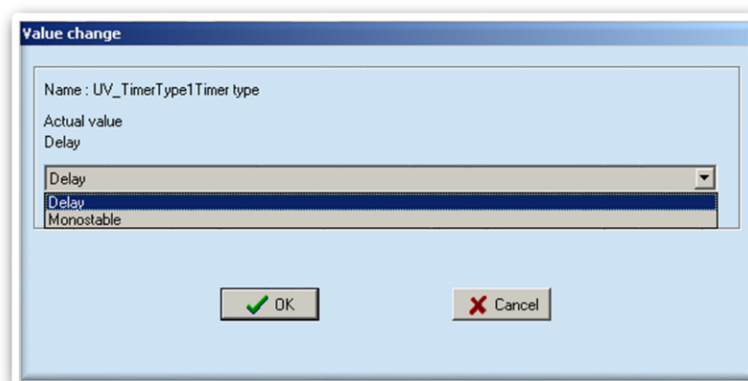 Value change
Name : UV_TimerType1Timer type
Actual value
Delay
Delay
Delay
Monostable
OK
Cancel